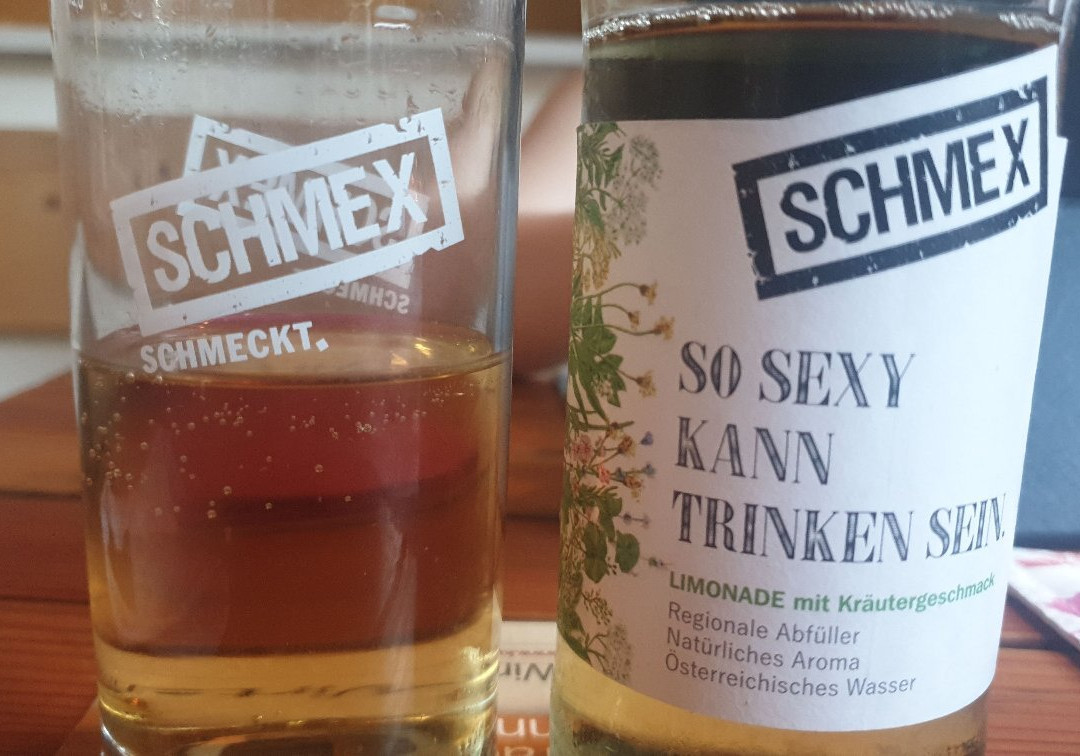 SCHMEX
SCHMECKT.
SCHMEX
SO SEXY
KANN
TRINKEN SEIN.
LIMONADE mit Kräutergeschmack
Regionale Abfüller
Natürliches Aroma
Österreichisches Wasser